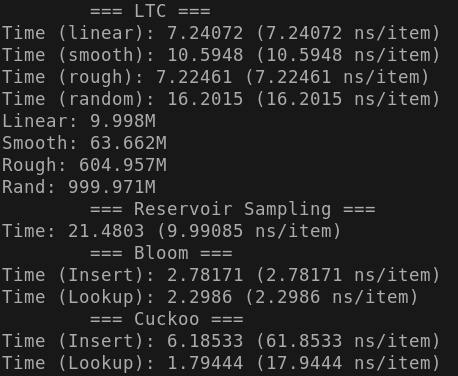 === LTC ===
Time (linear): 7.24072 (7.24072 ns/item)
Time (smooth): 10.5948 (10.5948 ns/item)
Time (rough): 7.22461 (7.22461 ns/item)
Time (random): 16.2015 (16.2015 ns/item)
Linear: 9.998M
Smooth: 63.662M
Rough: 604.957M
Rand: 999.971M
=== Reservoir Sampling ===
Time: 21.4803 (9.99085 ns/item)
=== Bloom ===
Time (Insert): 2.78171 (2.78171 ns/item)
Time (Lookup): 2.2986 (2.2986 ns/item)
=== Cuckoo ===
Time (Insert): 6.18533 (61.8533 ns/item)
Time (Lookup): 1.79444 (17.9444 ns/item)